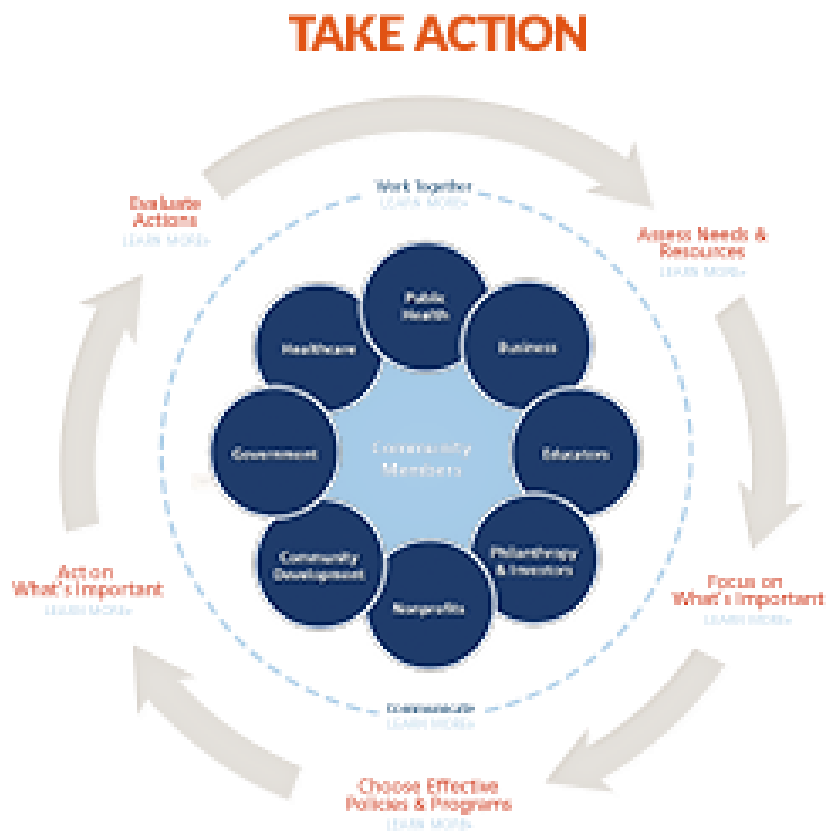 TAKE ACTION
Work Together
LEARN MORE»
Evaluate
Actions
LEARN MORE»
Assess Needs &
Resources
LEARN MORE»
Public
Health
Healthcare
Business
Government
Community
Members
Educators
Community
Development
Philanthropy
& Investors
Nonprofits
Act on
What's Important
LEARN MORE»
Focus on
What's Important
LEARN MORE»
Communicate
LEARN MORE»
Choose Effective
Policies & Programs
LEARN MORE»